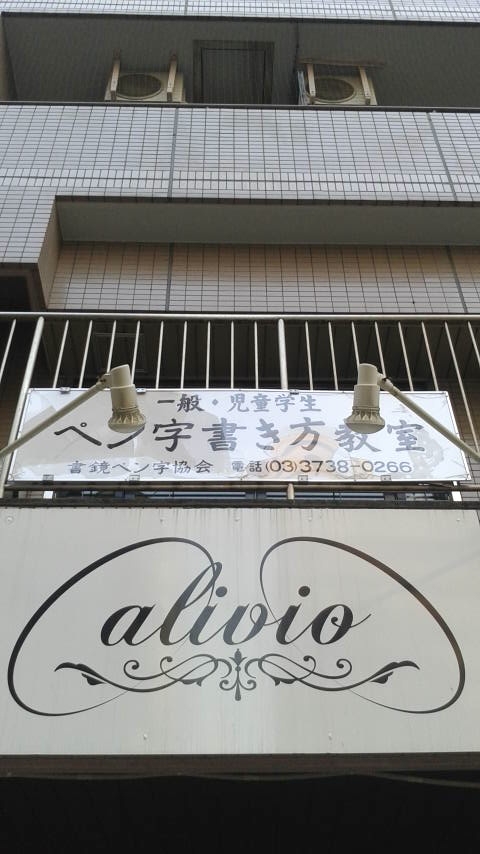 一般・児童学生
ペン字書き方教室
書鏡ペン字協会 電話(03)3738-0266
alivio